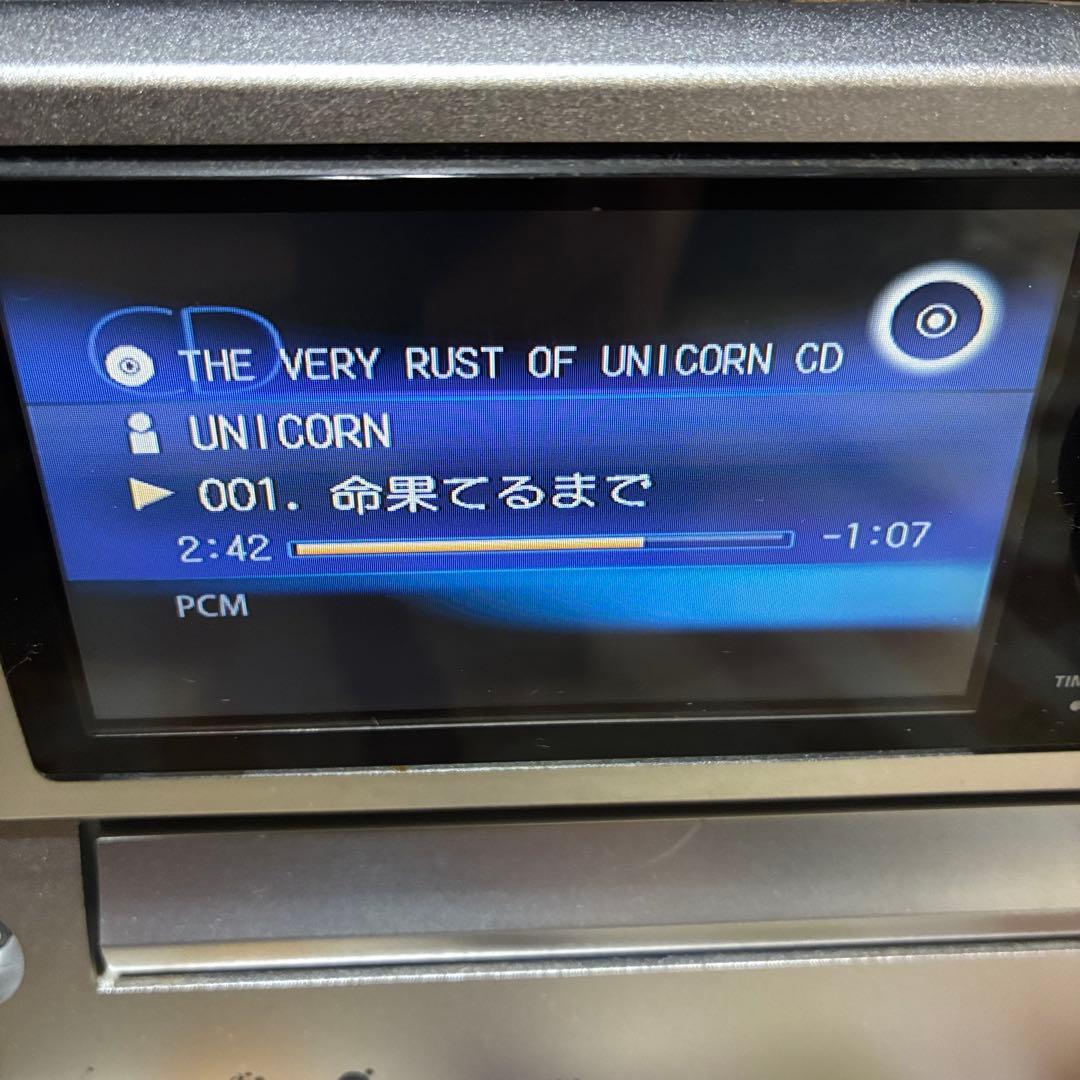 CD
THE VERY RUST OF UNICORN CD
UNICORN
001. 命果てるまで
2:42 -1:07
PCM